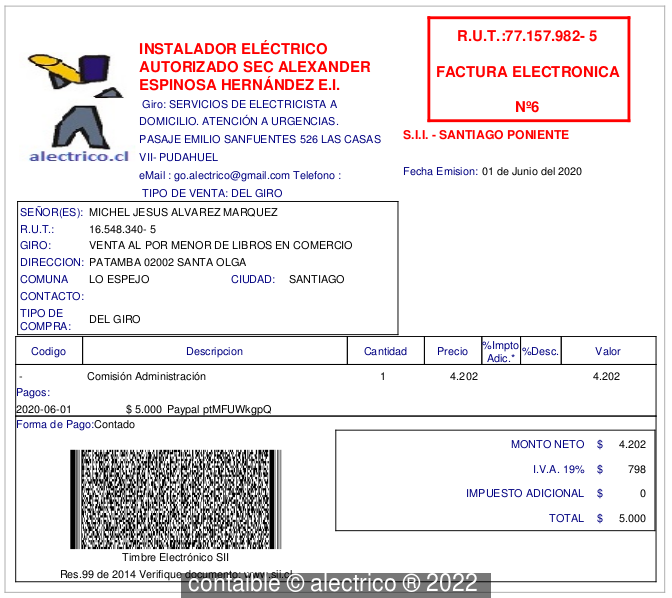 INSTALADOR ELÉCTRICO
AUTORIZADO SEC ALEXANDER
ESPINOSA HERNÁNDEZ E.I.
Giro: SERVICIOS DE ELECTRICISTA A
DOMICILIO. ATENCIÓN A URGENCIAS.
PASAJE EMILIO SANFUENTES 526 LAS CASAS
VII- PUDAHUEL
eMail : go.alectrico@gmail.com Telefono :
TIPO DE VENTA: DEL GIRO
alectrico.cl
R.U.T.:77.157.982- 5
FACTURA ELECTRONICA
Nº6
S.I.I. - SANTIAGO PONIENTE
Fecha Emision: 01 de Junio del 2020
SEÑOR(ES): MICHEL JESUS ALVAREZ MARQUEZ
R.U.T.: 16.548.340- 5
GIRO: VENTA AL POR MENOR DE LIBROS EN COMERCIO
DIRECCION: PATAMBA 02002 SANTA OLGA
COMUNA LO ESPEJO CIUDAD: SANTIAGO
CONTACTO:
TIPO DE
COMPRA: DEL GIRO
Codigo Descripcion Cantidad Precio %Impto Adic.* %Desc. Valor
- Comisión Administración 1 4.202 4.202
Pagos:
2020-06-01 $ 5.000 Paypal ptMFUWkgpQ
Forma de Pago:Contado
MONTO NETO $ 4.202
I.V.A. 19% $ 798
IMPUESTO ADICIONAL $ 0
TOTAL $ 5.000
Timbre Electrónico SII
Res.99 de 2014 Verifique documento: www.sii.cl
contaible © alectrico ® 2022